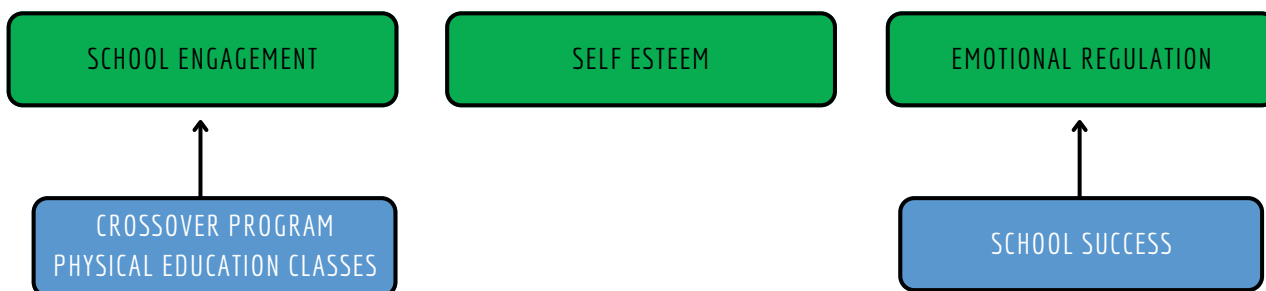 SCHOOL ENGAGEMENT
SELF ESTEEM
EMOTIONAL REGULATION
CROSSOVER PROGRAM
PHYSICAL EDUCATION CLASSES
SCHOOL SUCCESS